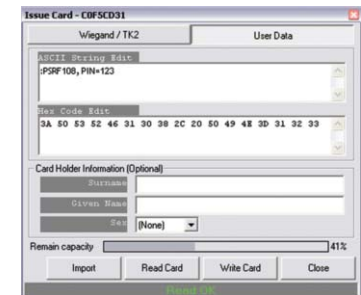 Issue Card - C0F5CD31
Wiegand / TK2
User Data
ASCII String Edit
:PSRF108, PIN=123
Hex Code Edit
3A 50 53 52 46 31 30 38 2C 20 50 49 4E 3D 31 32 33
Card Holder Information (Optional)
Surname
Given Name
Sex
(None)
Remain capacity
41%
Import
Read Card
Write Card
Close
Read OK